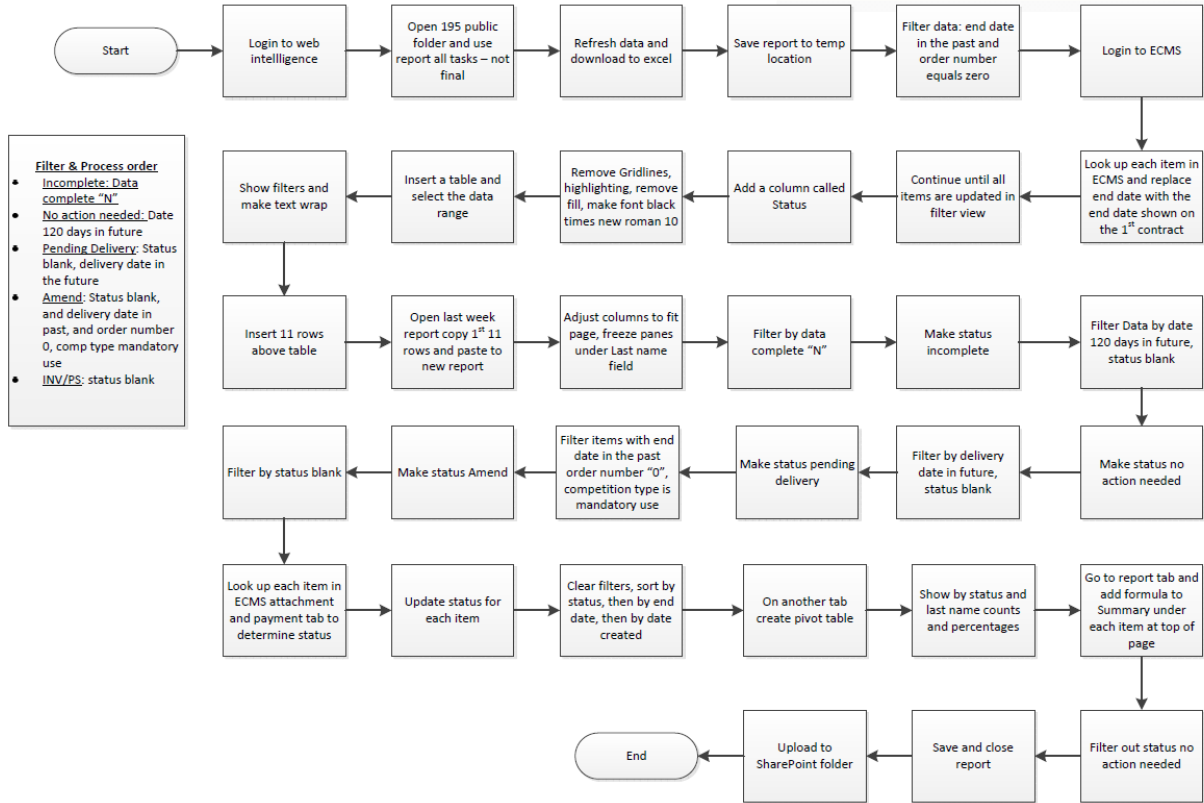 Start
Login to web
intellligence
Open 195 public
folder and use
report all tasks – not
final
Refresh data and
download to excel
Save report to temp
location
Filter data: end date
in the past and
order number
equals zero
Login to ECMS
Filter & Process order
• Incomplete: Data
complete “N”
• No action needed: Date
120 days in future
• Pending Delivery: Status
blank, delivery date in
the future
• Amend: Status blank,
and delivery date in
past, and order number
0, comp type mandatory
use
• INV/PS: status blank
Look up each item in
ECMS and replace
end date with the
end date shown on
the 1st contract
Continue until all
items are updated in
filter view
Add a column called
Status
Remove Gridlines,
highlighting, remove
fill, make font black
times new roman 10
Insert a table and
select the data
range
Show filters and
make text wrap
Insert 11 rows
above table
Open last week
report copy 1st 11
rows and paste to
new report
Adjust columns to fit
page, freeze panes
under Last name
field
Filter by data
complete “N”
Make status
incomplete
Filter Data by date
120 days in future,
status blank
Make status no
action needed
Filter by delivery
date in future,
status blank
Make status pending
delivery
Filter items with end
date in the past
order number “0”,
competition type is
mandatory use
Make status Amend
Filter by status blank
Look up each item in
ECMS attachment
and payment tab to
determine status
Update status for
each item
Clear filters, sort by
status, then by end
date, then by date
created
On another tab
create pivot table
Show by status and
last name counts
and percentages
Go to report tab and
add formula to
Summary under
each item at top of
page
Filter out status no
action needed
Save and close
report
Upload to
SharePoint folder
End